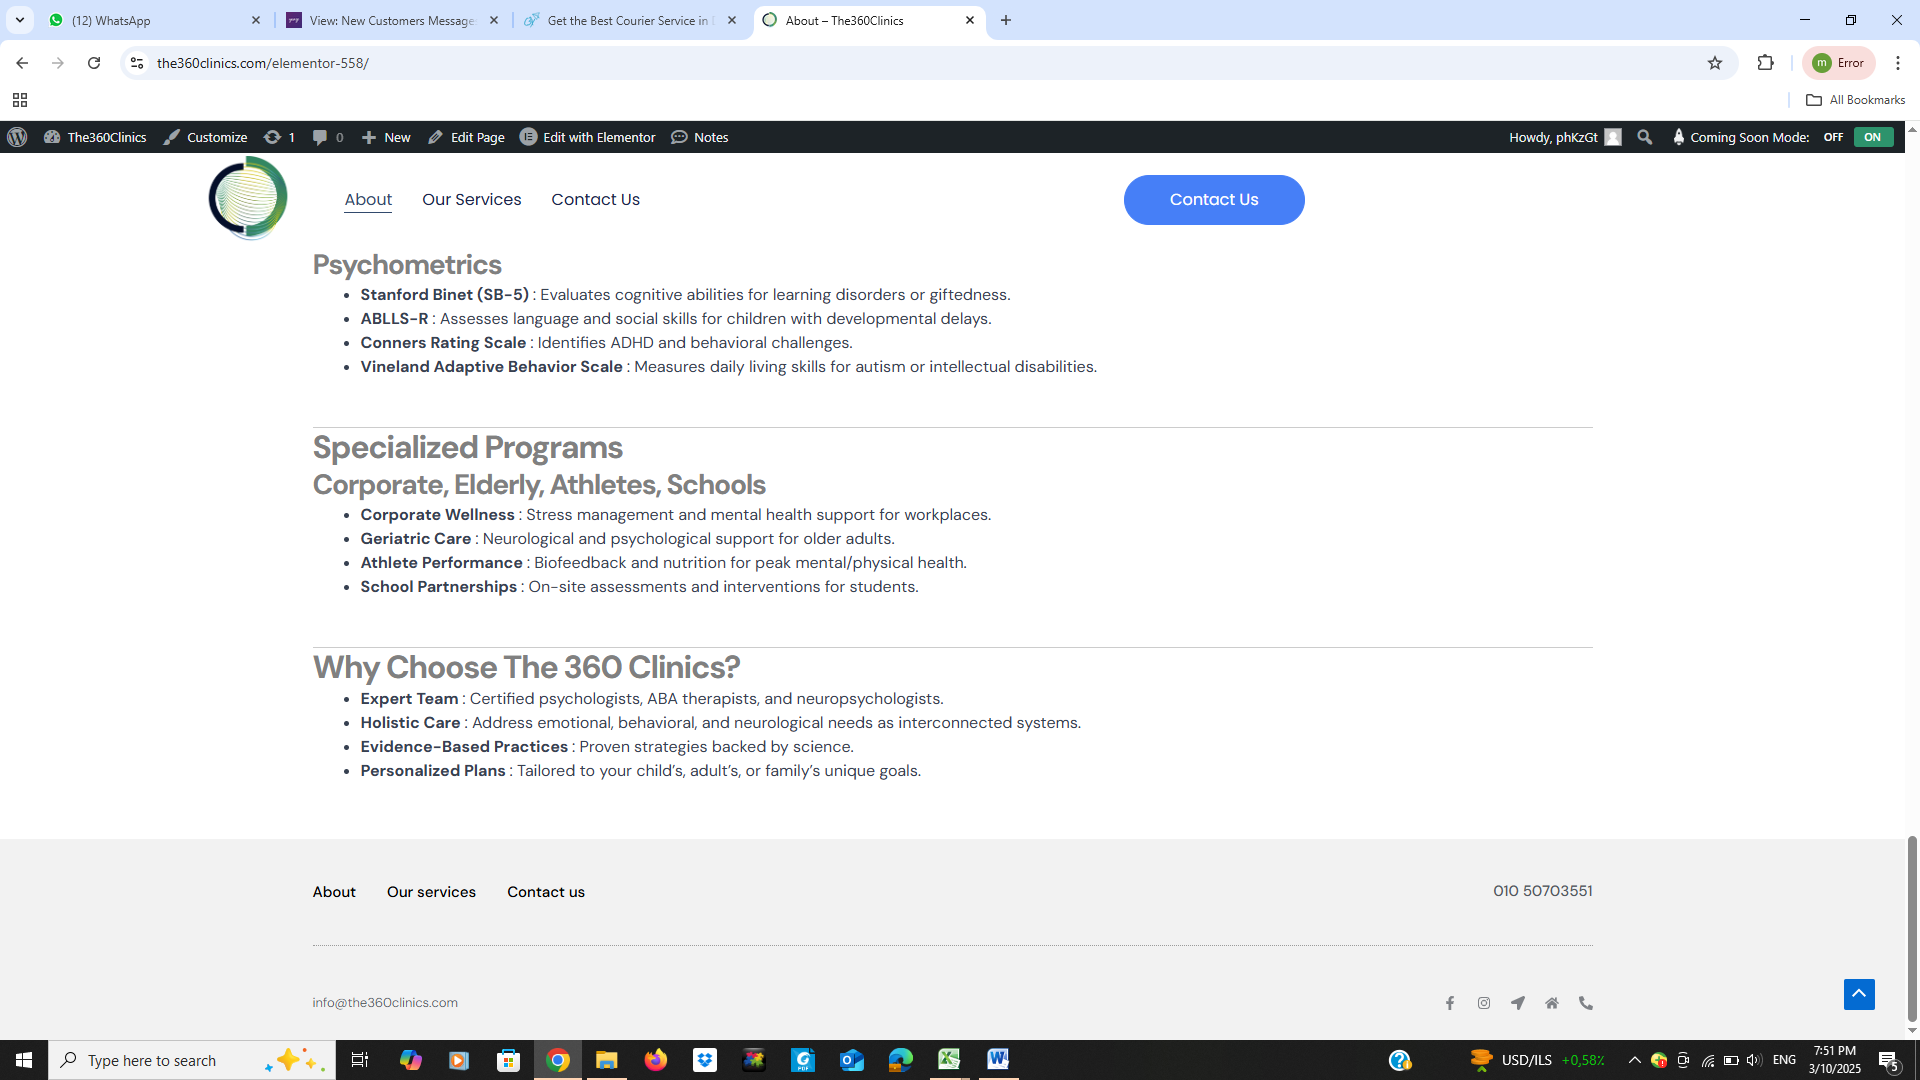 (12) WhatsApp
View: New Customers Message
Get the Best Courier Service in
About – The360Clinics
the360clinics.com/elementor-558/
m
Error
All Bookmarks
The360Clinics
Customize
1
0
New
Edit Page
Edit with Elementor
Notes
Howdy, phKzGt
Coming Soon Mode:
OFF
ON
About
Our Services
Contact Us
Contact Us
Psychometrics
• Stanford Binet (SB-5) : Evaluates cognitive abilities for learning disorders or giftedness.
• ABLLS-R : Assesses language and social skills for children with developmental delays.
• Conners Rating Scale : Identifies ADHD and behavioral challenges.
• Vineland Adaptive Behavior Scale : Measures daily living skills for autism or intellectual disabilities.
Specialized Programs
Corporate, Elderly, Athletes, Schools
• Corporate Wellness : Stress management and mental health support for workplaces.
• Geriatric Care : Neurological and psychological support for older adults.
• Athlete Performance : Biofeedback and nutrition for peak mental/physical health.
• School Partnerships : On-site assessments and interventions for students.
Why Choose The 360 Clinics?
• Expert Team : Certified psychologists, ABA therapists, and neuropsychologists.
• Holistic Care : Address emotional, behavioral, and neurological needs as interconnected systems.
• Evidence-Based Practices : Proven strategies backed by science.
• Personalized Plans : Tailored to your child’s, adult’s, or family’s unique goals.
About
Our services
Contact us
010 50703551
info@the360clinics.com
Type here to search
USD/ILS
+0,58%
ENG
7:51 PM
3/10/2025
5